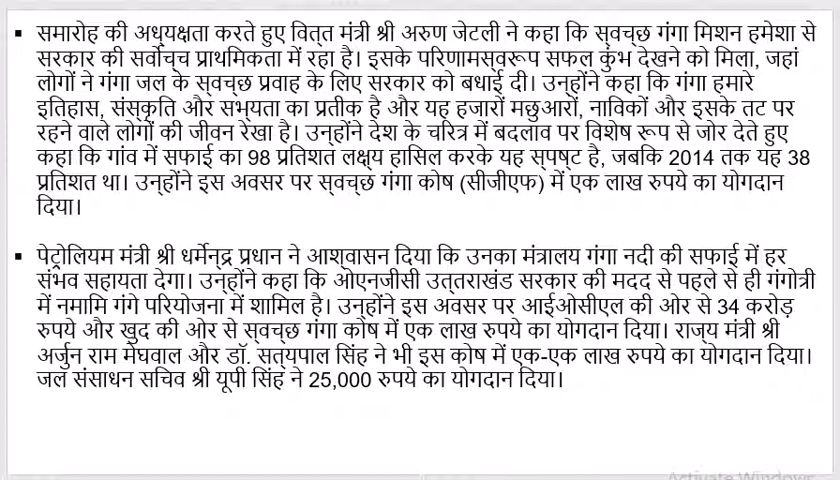 ▪ समारोह की अध्यक्षता करते हुए वित्त मंत्री श्री अरुण जेटली ने कहा कि स्वच्छ गंगा मिशन हमेशा से
सरकार की सर्वोच्च प्राथमिकता में रहा है। इसके परिणामस्वरूप सफल कुंभ देखने को मिला, जहां
लोगों ने गंगा जल के स्वच्छ प्रवाह के लिए सरकार को बधाई दी। उन्होंने कहा कि गंगा हमारे
इतिहास, संस्कृति और सभ्यता का प्रतीक है और यह हजारों मछुआरों, नाविकों और इसके तट पर
रहने वाले लोगों की जीवन रेखा है। उन्होंने देश के चरित्र में बदलाव पर विशेष रूप से जोर देते हुए
कहा कि गांव में सफाई का 98 प्रतिशत लक्ष्य हासिल करके यह स्पष्ट है, जबकि 2014 तक यह 38
प्रतिशत था। उन्होंने इस अवसर पर स्वच्छ गंगा कोष (सीजीएफ) में एक लाख रुपये का योगदान
दिया।
▪ पेट्रोलियम मंत्री श्री धर्मेन्द्र प्रधान ने आश्वासन दिया कि उनका मंत्रालय गंगा नदी की सफाई में हर
संभव सहायता देगा। उन्होंने कहा कि ओएनजीसी उत्तराखंड सरकार की मदद से पहले से ही गंगोत्री
में नमामि गंगे परियोजना में शामिल है। उन्होंने इस अवसर पर आईओसीएल की ओर से 34 करोड़
रुपये और खुद की ओर से स्वच्छ गंगा कोष में एक लाख रुपये का योगदान दिया। राज्य मंत्री श्री
अर्जुन राम मेघवाल और डॉ. सत्यपाल सिंह ने भी इस कोष में एक-एक लाख रुपये का योगदान दिया।
जल संसाधन सचिव श्री यूपी सिंह ने 25,000 रुपये का योगदान दिया।
Activate Windows